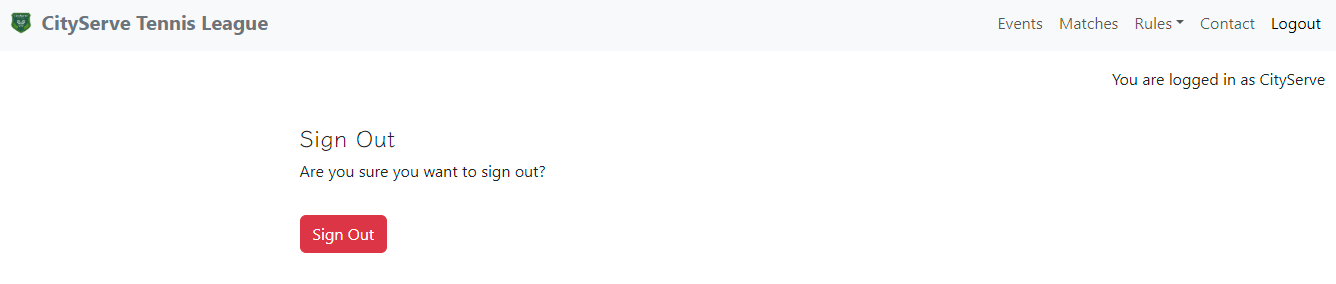 CityServe Tennis League
Events Matches Rules Contact Logout
You are logged in as CityServe
Sign Out
Are you sure you want to sign out?
Sign Out